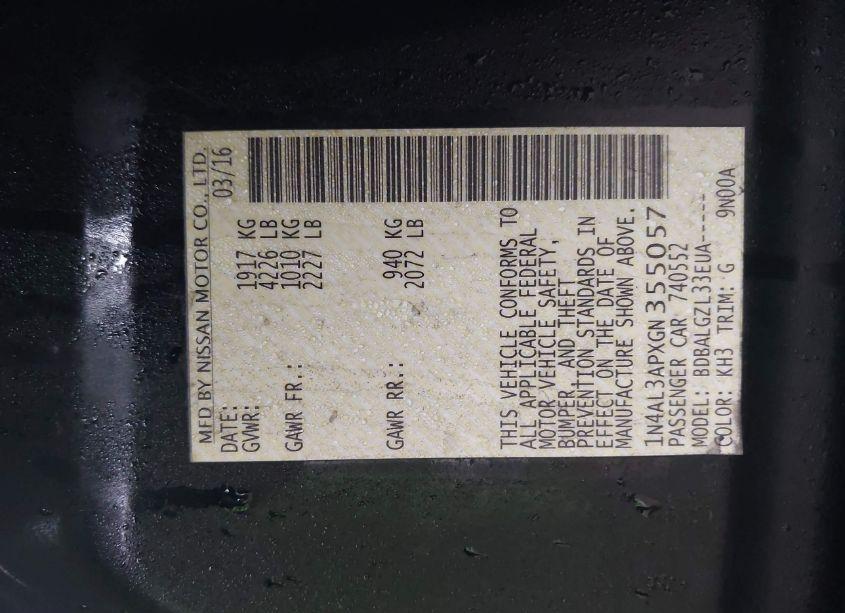 MFD BY NISSAN MOTOR CO., LTD.
DATE: 03/16
GVWR: 1917 KG
4226 LB
GAWR FR.: 1010 KG
2227 LB
GAWR RR.: 940 KG
2072 LB
THIS VEHICLE CONFORMS TO
ALL APPLICABLE FEDERAL
MOTOR VEHICLE SAFETY,
BUMPER, AND THEFT
PREVENTION STANDARDS IN
EFFECT ON THE DATE OF
MANUFACTURE SHOWN ABOVE.
1N4AL3APXGN355057
PASSENGER CAR 740552
MODEL: BDBALGZL33EUA-----
COLOR: KH3 TRIM: G 9N00A